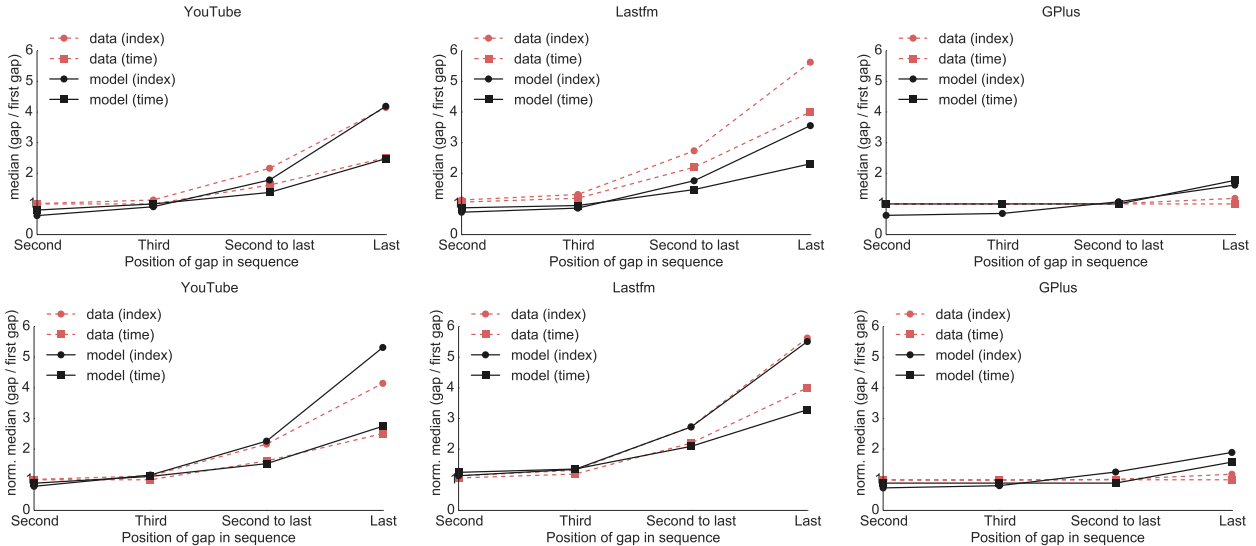 YouTube
data (index)
data (time)
model (index)
model (time)
median (gap / first gap)
6
5
4
3
2
1
0
Second Third Second to last Last
Position of gap in sequence
Lastfm
data (index)
data (time)
model (index)
model (time)
median (gap / first gap)
6
5
4
3
2
1
0
Second Third Second to last Last
Position of gap in sequence
GPlus
data (index)
data (time)
model (index)
model (time)
median (gap / first gap)
6
5
4
3
2
1
0
Second Third Second to last Last
Position of gap in sequence
YouTube
data (index)
data (time)
model (index)
model (time)
norm. median (gap / first gap)
6
5
4
3
2
1
0
Second Third Second to last Last
Position of gap in sequence
Lastfm
data (index)
data (time)
model (index)
model (time)
norm. median (gap / first gap)
6
5
4
3
2
1
0
Second Third Second to last Last
Position of gap in sequence
GPlus
data (index)
data (time)
model (index)
model (time)
norm. median (gap / first gap)
6
5
4
3
2
1
0
Second Third Second to last Last
Position of gap in sequence